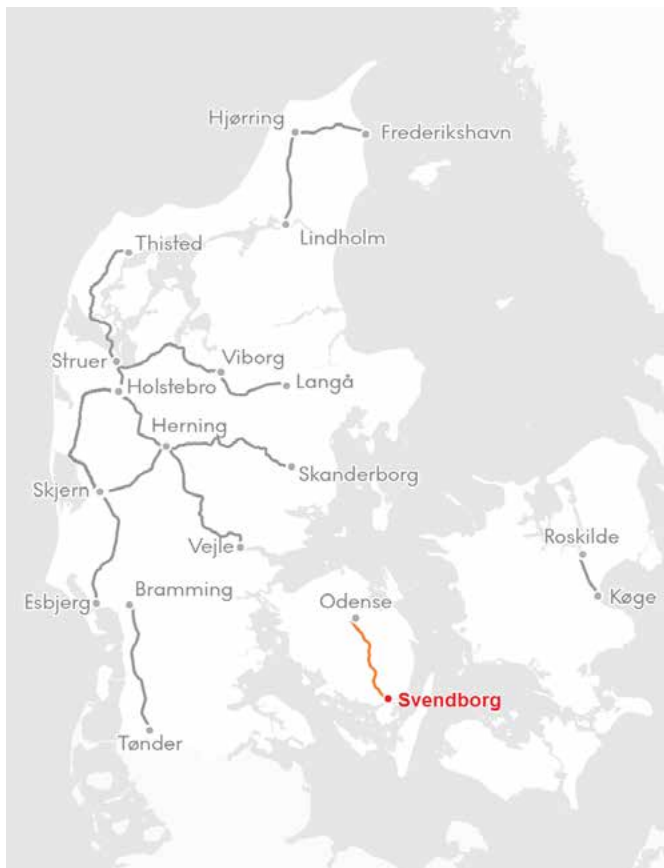 Hjørring
Frederikshavn
Lindholm
Thisted
Struer
Viborg
Holstebro
Langå
Herning
Skanderborg
Skjern
Roskilde
Vejle
Bramming
Esbjerg
Odense
Køge
Svendborg
Tønder